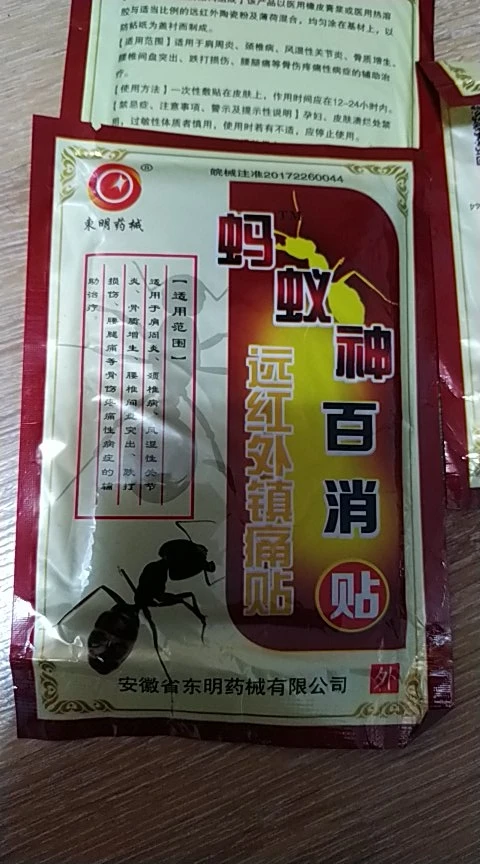 胶与适当比例的远红外陶瓷粉及薄荷混合，均匀涂在基材上，以
防粘纸为盖衬而制成。
【适用范围】适用于肩周炎、颈椎病、风湿性关节炎、骨质增生、
腰椎间盘突出、跌打损伤、腰腿痛等骨伤疼痛性病症的辅助治
疗。
【使用方法】一次性敷贴在皮肤上，作用时间应在12-24小时内。
【禁忌症、注意事项、警示及提示性说明】孕妇、皮肤溃烂处禁
用，过敏性体质者慎用，使用时若有不适，应停止使用。
®
東明药械
皖械注准20172260044
TM
蚂蚁神百消贴
远红外镇痛贴
【适用范围】
适用于肩周炎、颈椎病、风湿性关节
炎、骨质增生、腰椎间盘突出、跌打
损伤、腰腿痛等骨伤疼痛性病症的辅
助治疗。
安徽省东明药械有限公司
外